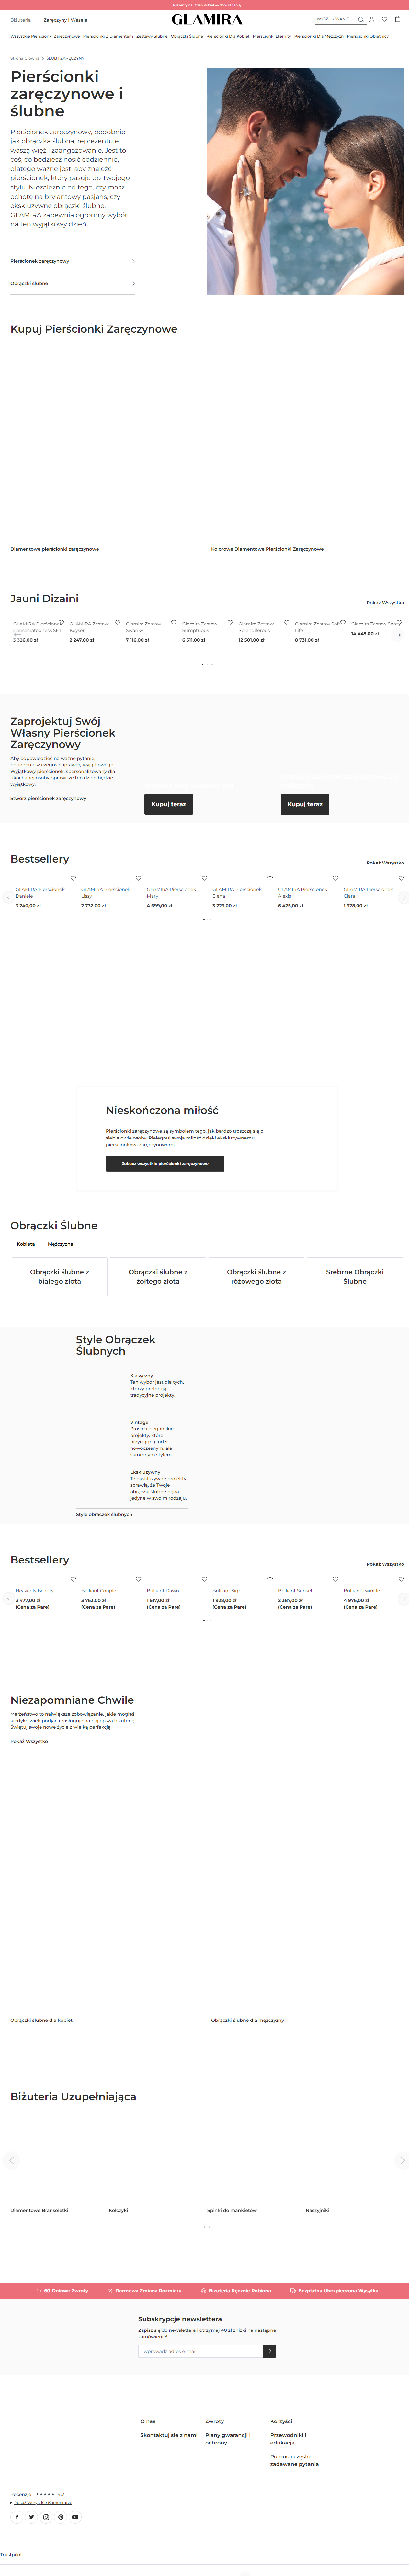 Prezenty na Dzień Kobiet – do 70% taniej
Biżuteria
Zaręczyny I Wesele
GLAMIRA
WYSZUKIWANIE
Wszystkie Pierścionki Zaręczynowe
Pierścionki Z Diamentem
Zestawy Ślubne
Obrączki Ślubne
Pierścionki Dla Kobiet
Pierścionki Eternity
Pierścionki Dla Mężczyzn
Pierścionki Obietnicy
Strona Główna / ŚLUB I ZARĘCZYNY
Pierścionki
zaręczynowe i
ślubne
Pierścionek zaręczynowy, podobnie
jak obrączka ślubna, reprezentuje
waszą więź i zaangażowanie. Jest to
coś, co będziesz nosić codziennie,
dlatego ważne jest, aby znaleźć
pierścionek, który pasuje do Twojego
stylu. Niezależnie od tego, czy masz
ochotę na brylantowy pasjans, czy
ekskluzywne obrączki ślubne,
GLAMIRA zapewnia ogromny wybór
na ten wyjątkowy dzień
Pierścionek zaręczynowy
Obrączki ślubne
Kupuj Pierścionki Zaręczynowe
Diamentowe pierścionki zaręczynowe
Kolorowe Diamentowe Pierścionki Zaręczynowe
Jauni Dizaini
Pokaż Wszystko
GLAMIRA Pierścionek
Consecratedness SET
GLAMIRA Zestaw
Keyser
2 247,00 zł
Glamira Zestaw
Swanky
7 116,00 zł
Glamira Zestaw
Sumptuous
6 511,00 zł
Glamira Zestaw
Splendiferous
12 501,00 zł
Glamira Zestaw Soft
Life
8 731,00 zł
Glamira Zestaw Snazzy
14 445,00 zł
Zaprojektuj Swój
Własny Pierścionek
Zaręczynowy
Aby odpowiedzieć na ważne pytanie,
potrzebujesz czegoś naprawdę wyjątkowego.
Wyjątkowy pierścionek, spersonalizowany dla
ukochanej osoby, sprawi, że ten dzień będzie
wyjątkowy.
Stwórz pierścionek zaręczynowy
Kupuj teraz
Kupuj teraz
Bestsellery
Pokaż Wszystko
GLAMIRA Pierścionek
Daniele
3 240,00 zł
GLAMIRA Pierścionek
Lissy
2 732,00 zł
GLAMIRA Pierścionek
Mary
4 699,00 zł
GLAMIRA Pierścionek
Elena
3 223,00 zł
GLAMIRA Pierścionek
Alexis
6 425,00 zł
GLAMIRA Pierścionek
Clara
1 328,00 zł
Nieskończona miłość
Pierścionki zaręczynowe są symbolem tego, jak bardzo troszczą się o
siebie dwie osoby. Pielęgnuj swoją miłość dzięki ekskluzywnemu
pierścionkowi zaręczynowemu.
Zobacz wszystkie pierścionki zaręczynowe
Obrączki Ślubne
Kobieta
Mężczyzna
Obrączki ślubne z
białego złota
Obrączki ślubne z
żółtego złota
Obrączki ślubne z
różowego złota
Srebrne Obrączki
Ślubne
Style Obrączek
Ślubnych
Klasyczny
Ten wybór jest dla tych,
którzy preferują
tradycyjne projekty.
Vintage
Proste i eleganckie
projekty, które
przyciągną ludzi
nowoczesnym, ale
skromnym stylem.
Ekskluzywny
Te ekskluzywne projekty
sprawią, że Twoje
obrączki ślubne będą
jedyne w swoim rodzaju.
Style obrączek ślubnych
Bestsellery
Pokaż Wszystko
Heavenly Beauty
3 477,00 zł
(Cena za Parę)
Brilliant Couple
3 763,00 zł
(Cena za Parę)
Brilliant Dawn
1 517,00 zł
(Cena za Parę)
Brilliant Sign
1 928,00 zł
(Cena za Parę)
Brilliant Sunset
2 387,00 zł
(Cena za Parę)
Brilliant Twinkle
4 976,00 zł
(Cena za Parę)
Niezapomniane Chwile
Małżeństwo to największe zobowiązanie, jakie mogłeś
kiedykolwiek podjąć i zasługuje na najlepszą biżuterię.
Świętuj swoje nowe życie z wielką perfekcją.
Pokaż Wszystko
Obrączki ślubne dla kobiet
Obrączki ślubne dla mężczyzny
Biżuteria Uzupełniająca
Diamentowe Bransoletki
Kolczyki
Spinki do mankietów
Naszyjniki
60-Dniowe Zwroty
Darmowa Zmiana Rozmiaru
Biżuteria Ręcznie Robiona
Bezpłatna Ubezpieczona Wysyłka
Subskrypcje newslettera
Zapisz się do newslettera i otrzymaj 40 zł zniżki na następne
zamówienie!
wprowadź adres e-mail
O nas
Skontaktuj się z nami
Zwroty
Plany gwarancji i
ochrony
Korzyści
Przewodniki i
edukacja
Pomoc i często
zadawane pytania
Recenzje ★★★★★ 4.7
Pokaż Wszystkie Komentarze
Trustpilot